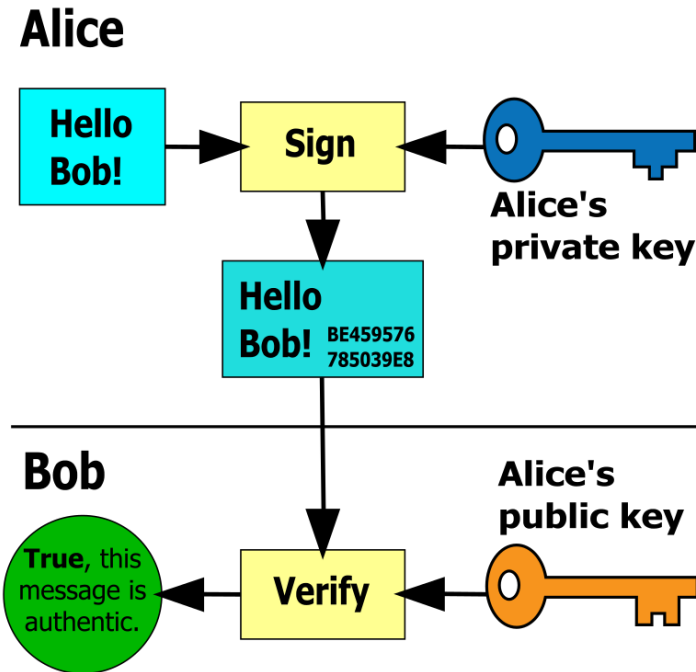 Alice
Hello
Bob!
Sign
Alice's
private key
Hello
Bob! BE459576
785039E8
Bob
Alice's
public key
True, this
message is
authentic.
Verify